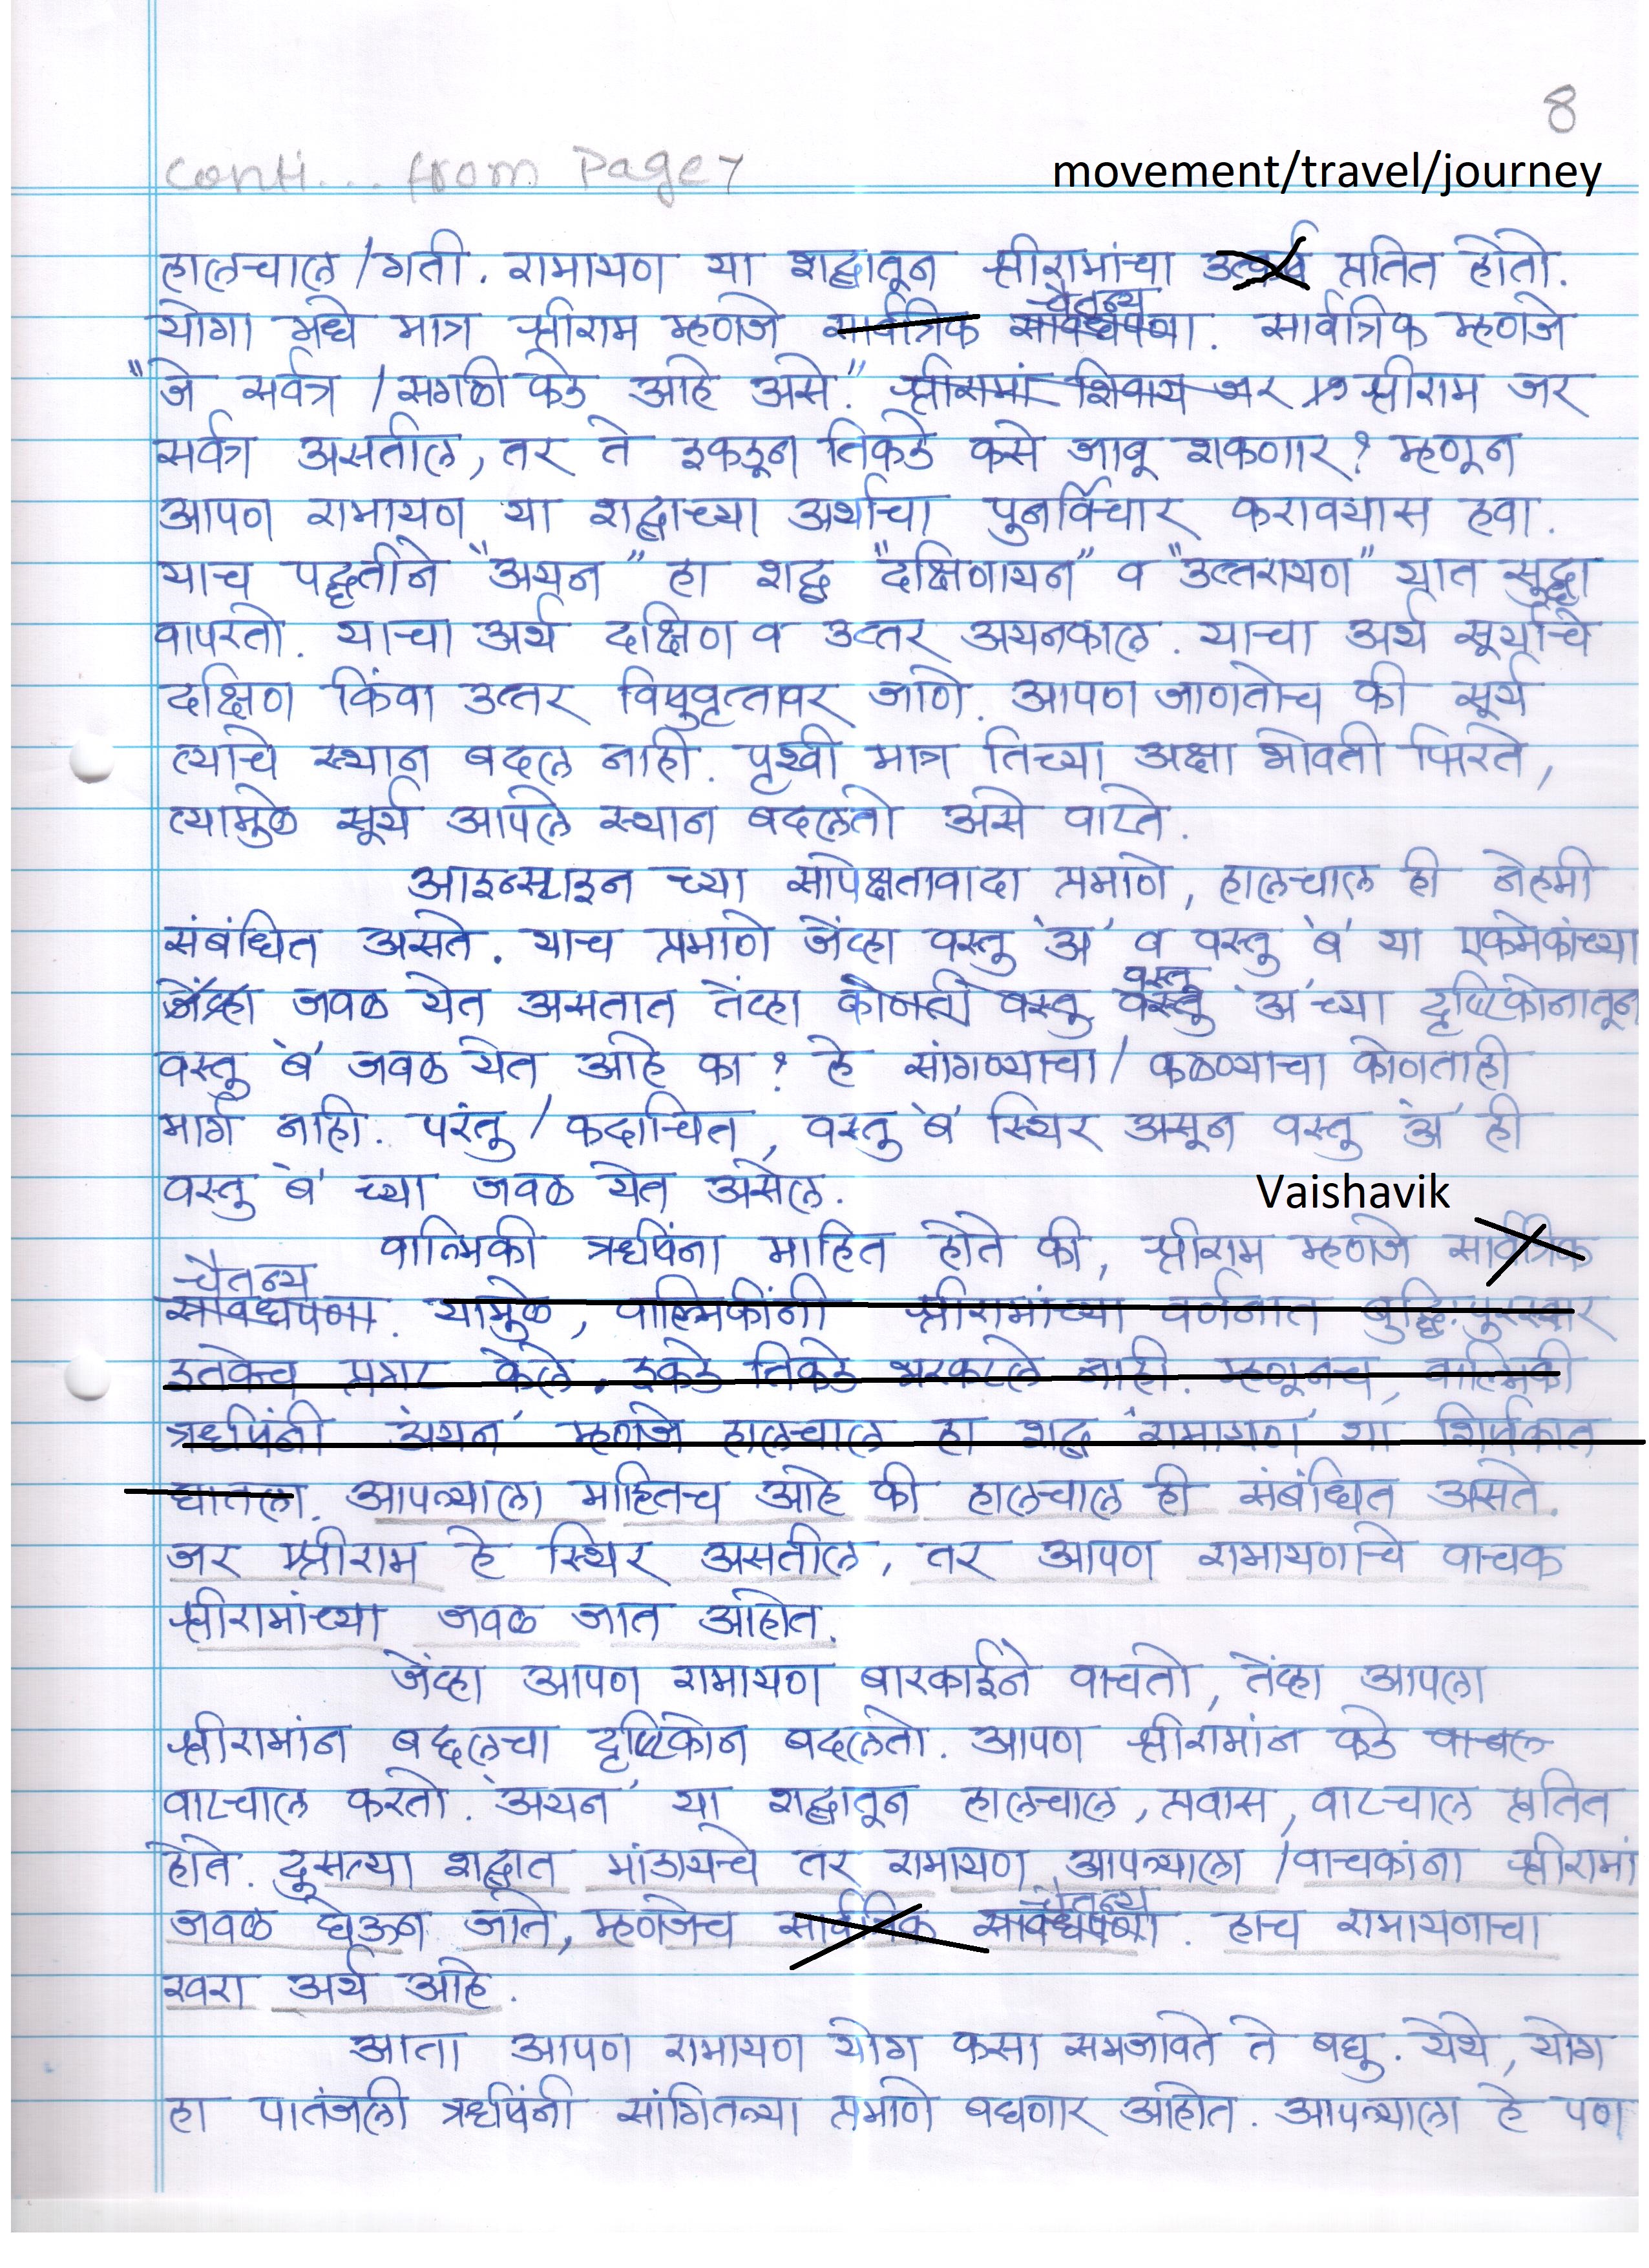 8
conti... from Page 7
movement/travel/journey
हालचाल /गती. रामायण या शब्दातून श्रीरामांचा उत्कर्ष प्रतित होतो.
चैतन्य
योगा मध्ये मात्र श्रीराम म्हणजे सार्वत्रिक सावधपणा. सार्वत्रिक म्हणजे
"जे सर्वत्र /सगळी कडे आहे असे." श्रीरामां शिवाय जर श्रीराम जर
सर्वत्र असतील, तर ते इकडून तिकडे कसे जावू शकणार? म्हणून
आपण रामायण या शब्दाच्या अर्थाचा पुनर्विचार करावयास हवा.
याच पद्धतीने "अयन" हा शब्द "दक्षिणायन" व "उत्तरायण" यात सुद्धा
वापरतो. याचा अर्थ दक्षिण व उत्तर अयनकाल. याचा अर्थ सूर्याचे
दक्षिण किंवा उत्तर विषुवृत्तावर जाणे. आपण जाणतोच की सूर्य
त्याचे स्थान बदल नाही. पृथ्वी मात्र तिच्या अक्षा भोवती फिरते,
त्यामुळे सूर्य आपले स्थान बदलतो असे वाटते.
आइन्स्टाइन च्या सापेक्षतावादा प्रमाणे, हालचाल ही नेहमी
संबंधित असते. याच प्रमाणे जेंव्हा वस्तु 'अ' व वस्तु 'ब' या एकमेकांच्या
वस्तु
जेंव्हा जवळ येत असतात तेंव्हा कोनती वस्तु वस्तु 'अ'च्या दृष्टिकोनातून
वस्तु 'ब' जवळ येत आहे का? हे सांगण्याचा/ कळण्याचा कोणताही
मार्ग नाही. परंतु / कदाचित, वस्तु 'ब' स्थिर असून वस्तु 'अ' ही
वस्तु 'ब' च्या जवळ येत असेल.
Vaishavik
वाल्मिकी ऋषिंना माहित होते की, श्रीराम म्हणजे सार्वत्रिक
चैतन्य
सावधपणा. यामुळे, वाल्मिकींनी श्रीरामांच्या वर्णनात बुद्धिपुरस्कर
इतकेच प्रगट केले. इकडे तिकडे भरकटले नाही. म्हणूनच, वाल्मिकी
ऋषिंनी 'अयन' म्हणजे हालचाल हा शब्द 'रामायण' या शिर्षकात
घातला. आपल्याला माहितच आहे की हालचाल ही संबंधित असते.
जर श्रीराम हे स्थिर असतील, तर आपण रामायणाचे वाचक
श्रीरामांच्या जवळ जात आहोत.
जेंव्हा आपण रामायण बारकाईने वाचतो, तेंव्हा आपला
श्रीरामांन बद्दलचा दृष्टिकोन बदलतो. आपण श्रीरामांन कडे वाचल
वाटचाल करतो. 'अयन' या शब्दातून हालचाल, प्रवास, वाटचाल प्रतित
होते. दुसऱ्या शब्दात मांडायचे तर रामायण आपल्याला /वाचकांना श्रीरामां
चैतन्य
जवळ घेऊन जाते, म्हणजेच सार्वत्रिक सावधपणा. हाच रामायणाचा
खरा अर्थ आहे.
आता आपण रामायण योग कसा समजावते ते बघु. येथे, योग
हा पातंजली ऋषिंनी सांगितल्या प्रमाणे बघणार आहोत. आपल्याला हे पण